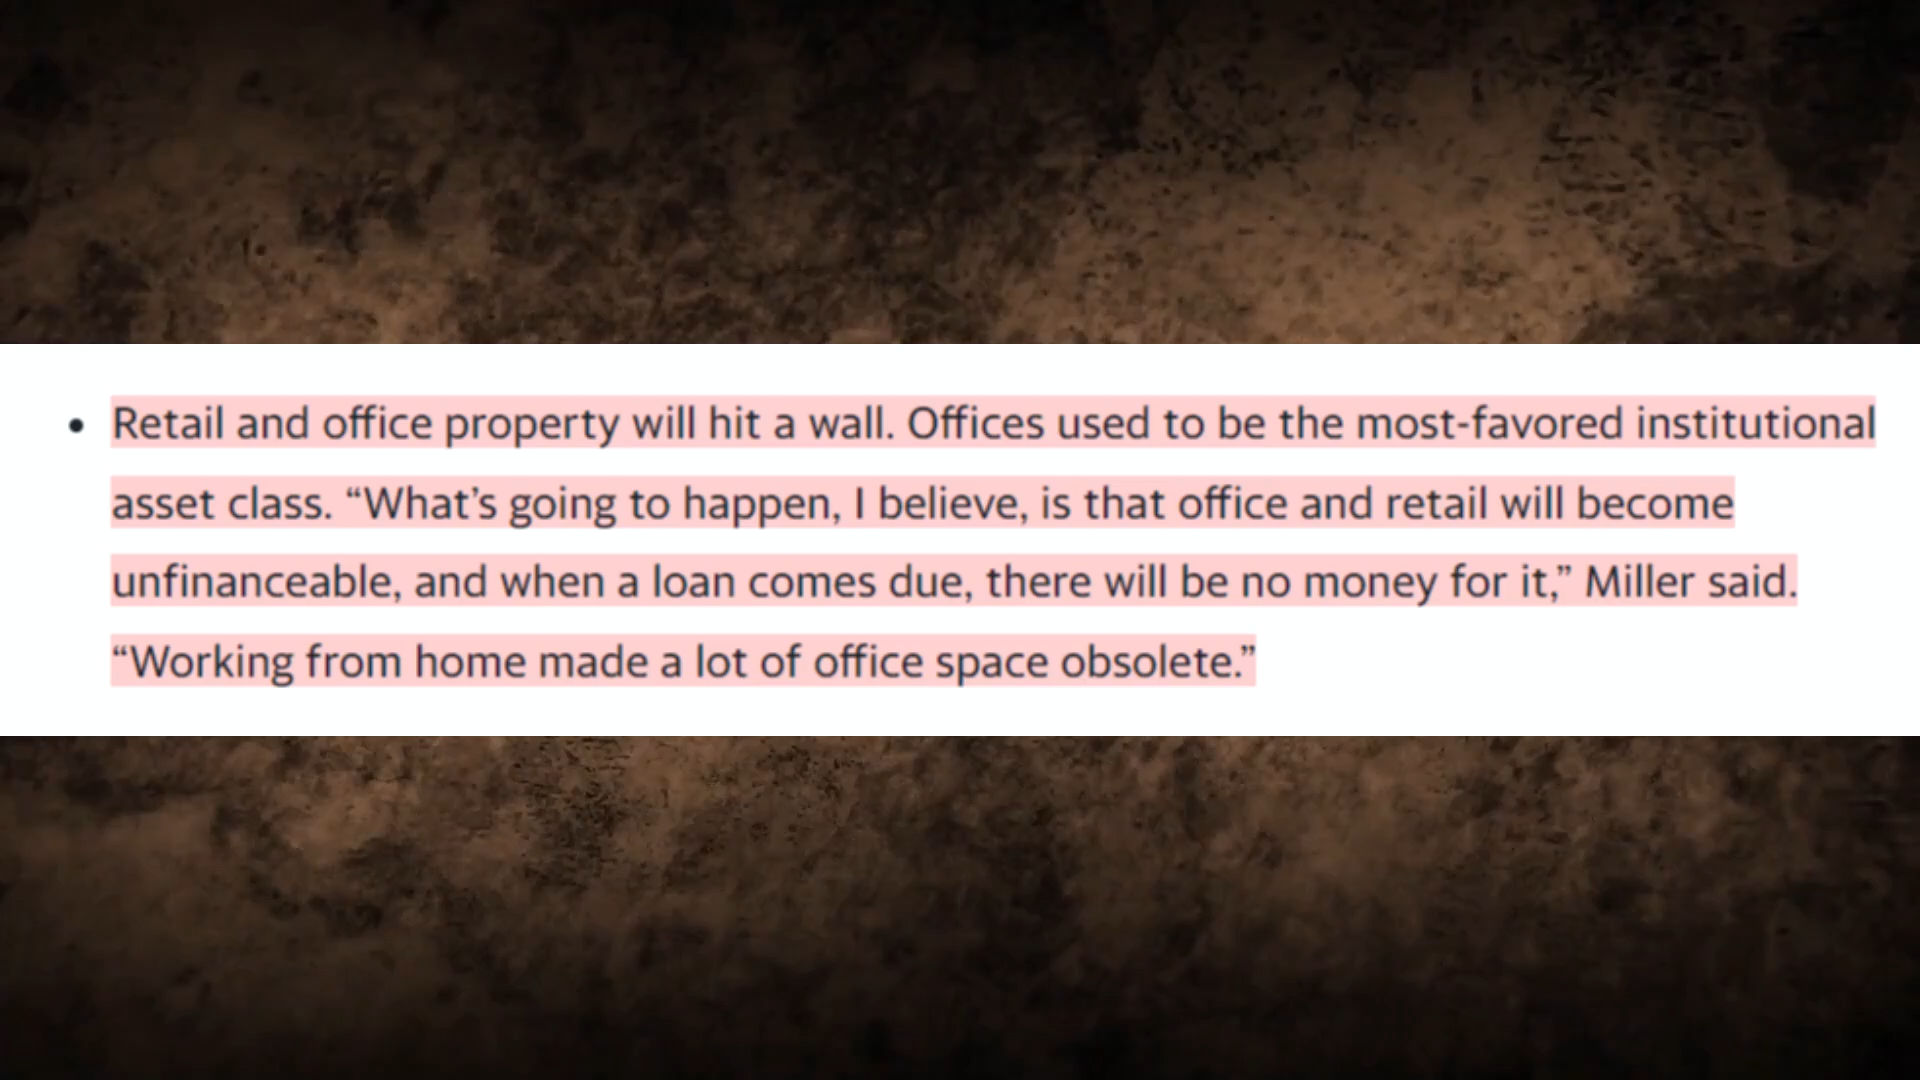 • Retail and office property will hit a wall. Offices used to be the most-favored institutional
asset class. “What’s going to happen, I believe, is that office and retail will become
unfinanceable, and when a loan comes due, there will be no money for it,” Miller said.
“Working from home made a lot of office space obsolete.”